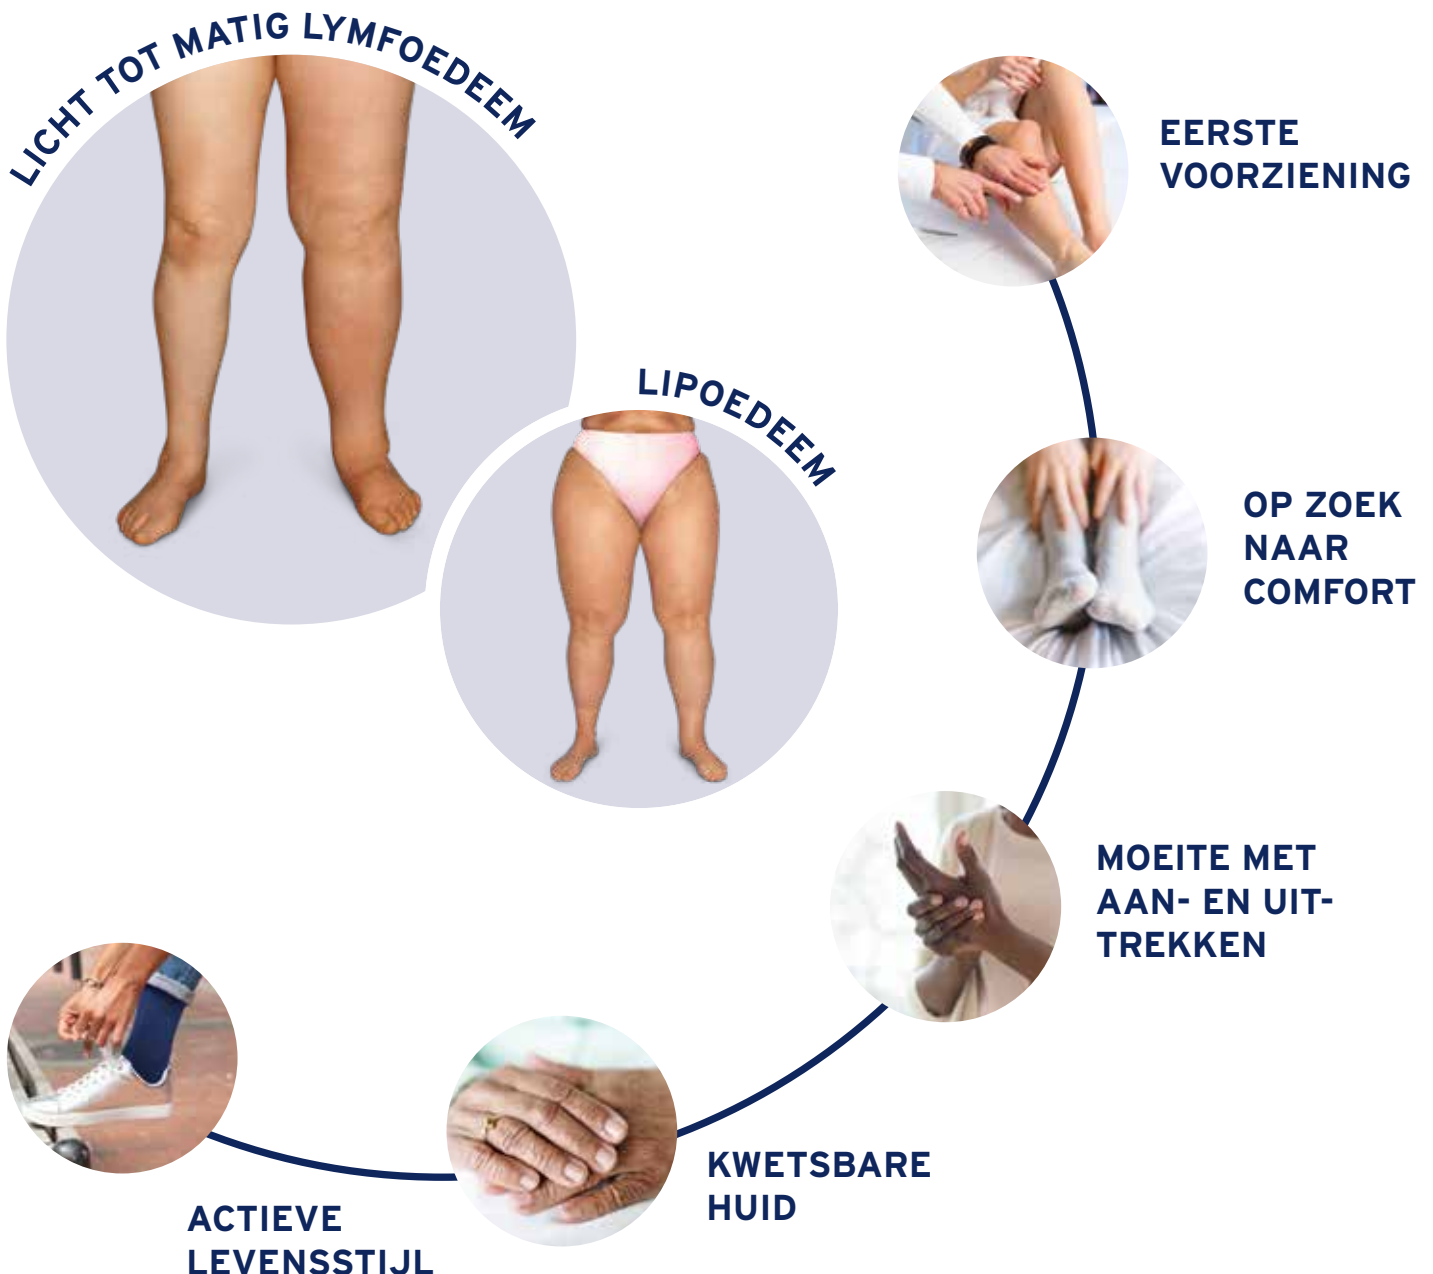 LICHT TOT MATIG LYMFOEDEEM
LIPOEDEEM
EERSTE
VOORZIENING
OP ZOEK
NAAR
COMFORT
MOEITE MET
AAN- EN UIT-
TREKKEN
KWETSBARE
HUID
ACTIEVE
LEVENSSTIJL